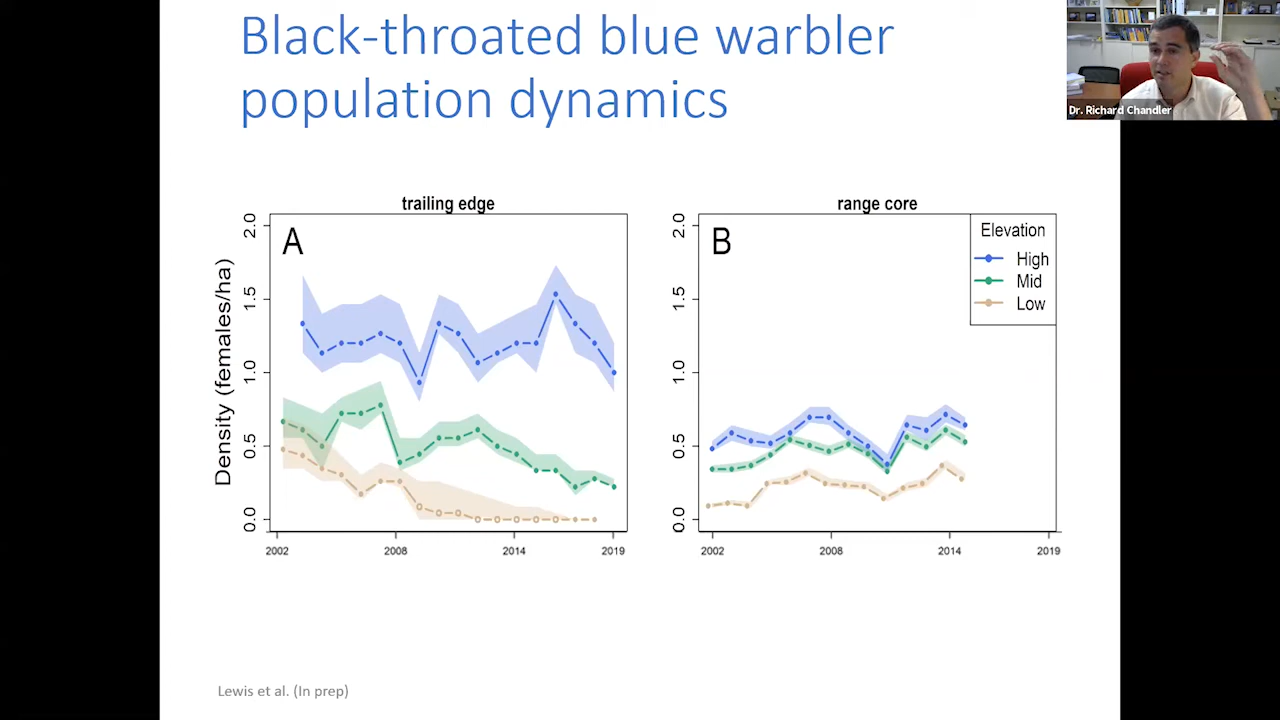 Black-throated blue warbler
population dynamics
Dr. Richard Chandler
trailing edge
range core
A
B
Elevation
High
Mid
Low
Density (females/ha)
2.0
1.5
1.0
0.5
0.0
2002
2008
2014
2019
2.0
1.5
1.0
0.5
0.0
2002
2008
2014
2019
Lewis et al. (In prep)